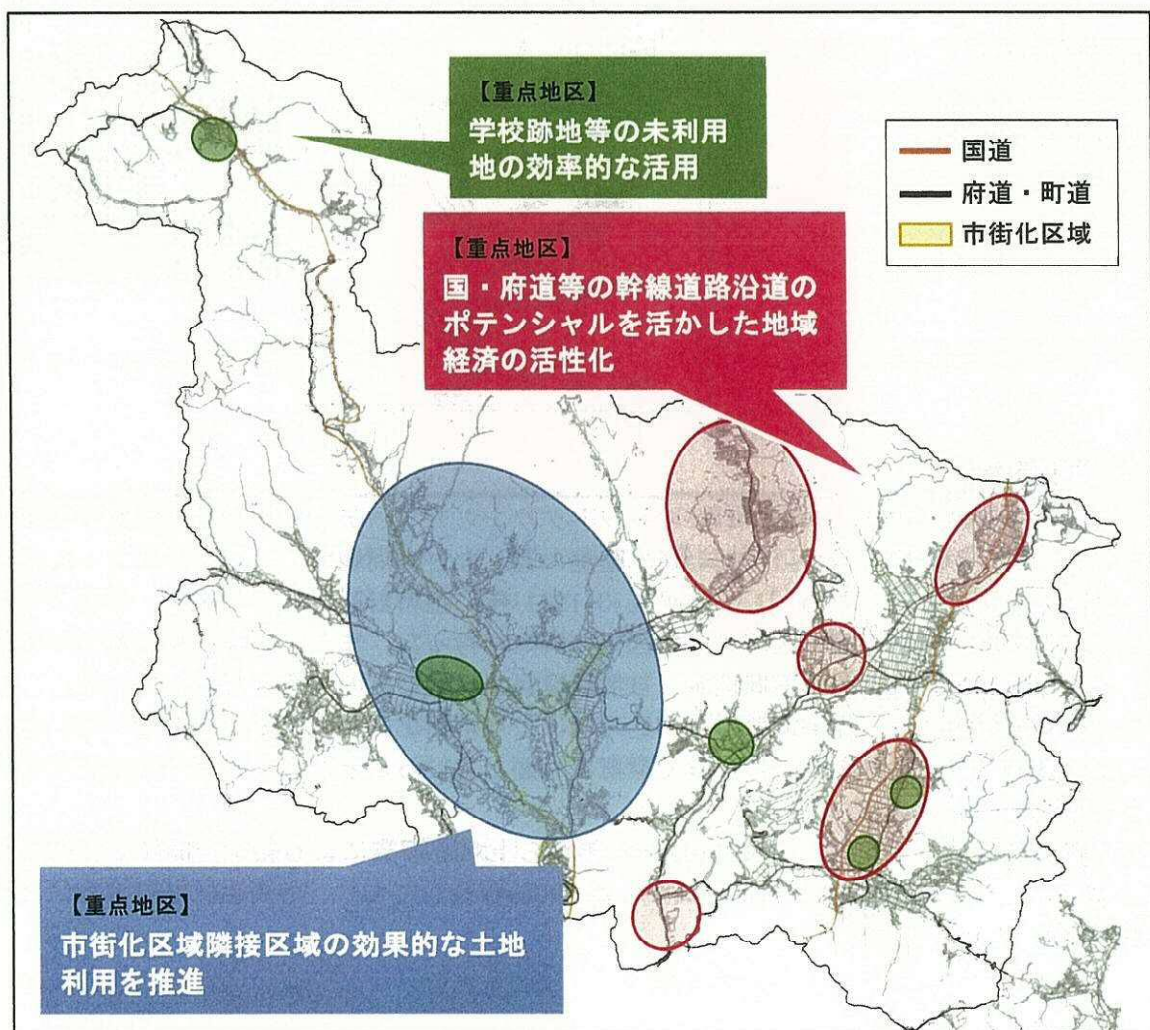 【重点地区】
学校跡地等の未利用
地の効率的な活用
国道
府道・町道
市街化区域
【重点地区】
国・府道等の幹線道路沿道の
ポテンシャルを活かした地域
経済の活性化
【重点地区】
市街化区域隣接区域の効果的な土地
利用を推進